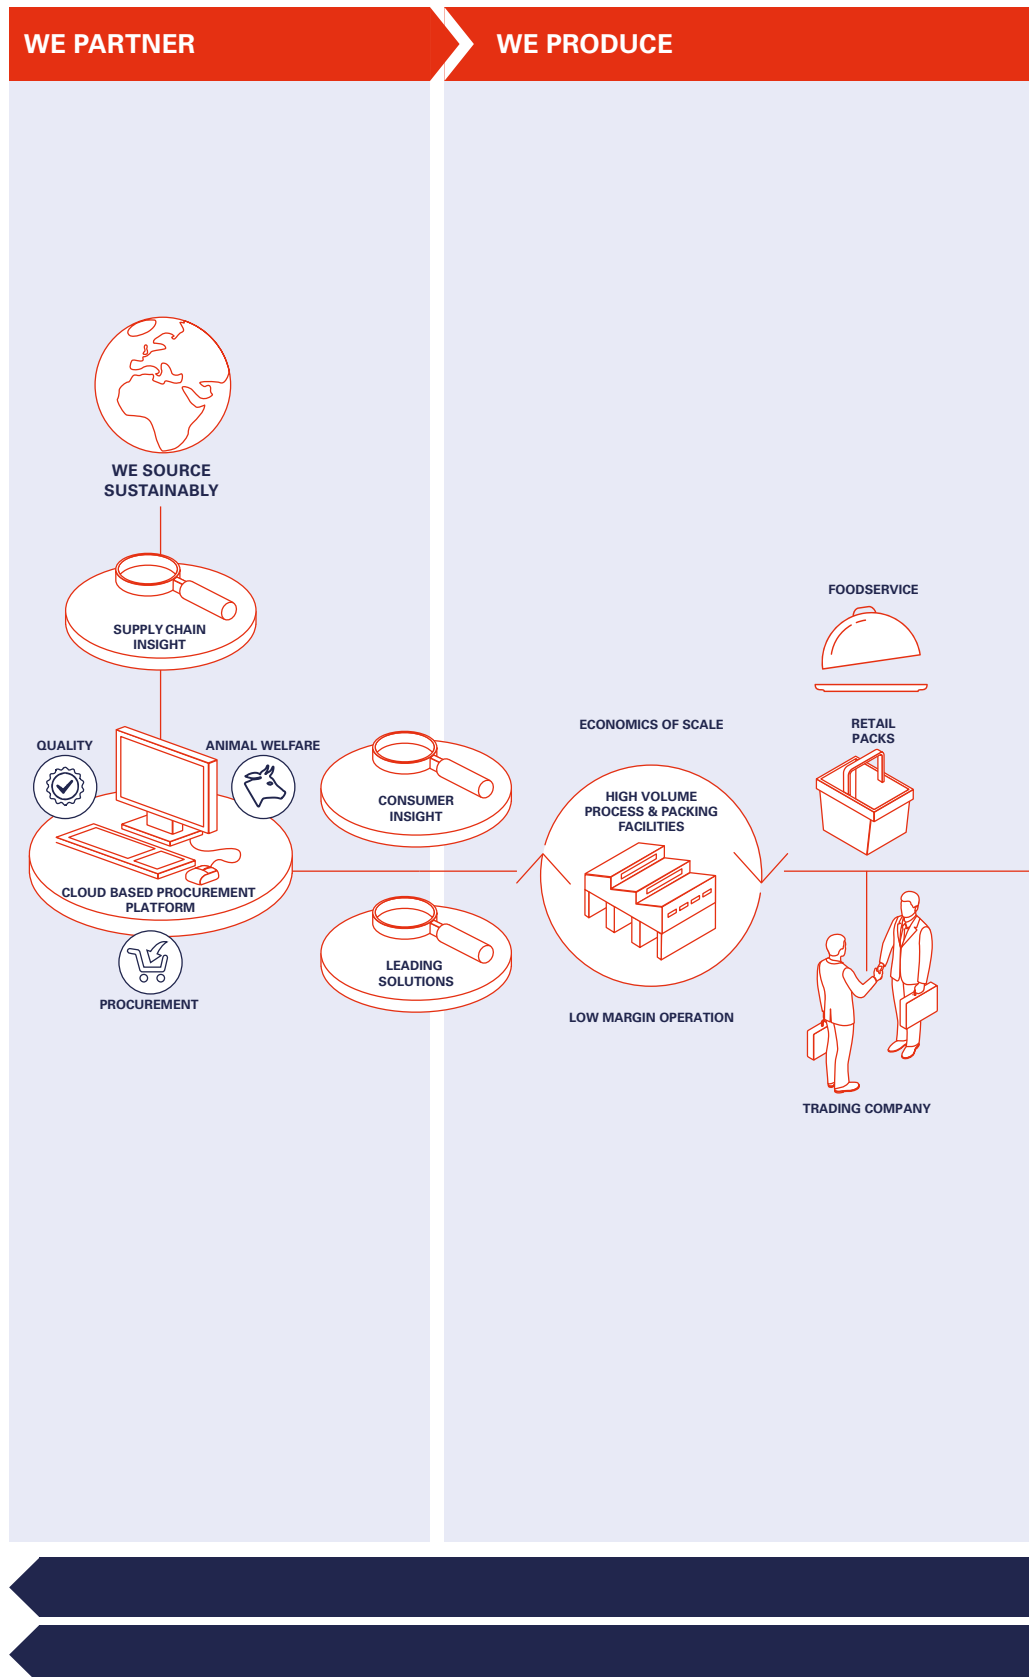 WE PARTNER
WE PRODUCE
WE SOURCE
SUSTAINABLY
SUPPLY CHAIN
INSIGHT
QUALITY
ANIMAL WELFARE
CLOUD BASED PROCUREMENT
PLATFORM
PROCUREMENT
CONSUMER
INSIGHT
LEADING
SOLUTIONS
ECONOMICS OF SCALE
HIGH VOLUME
PROCESS & PACKING
FACILITIES
LOW MARGIN OPERATION
FOODSERVICE
RETAIL
PACKS
TRADING COMPANY